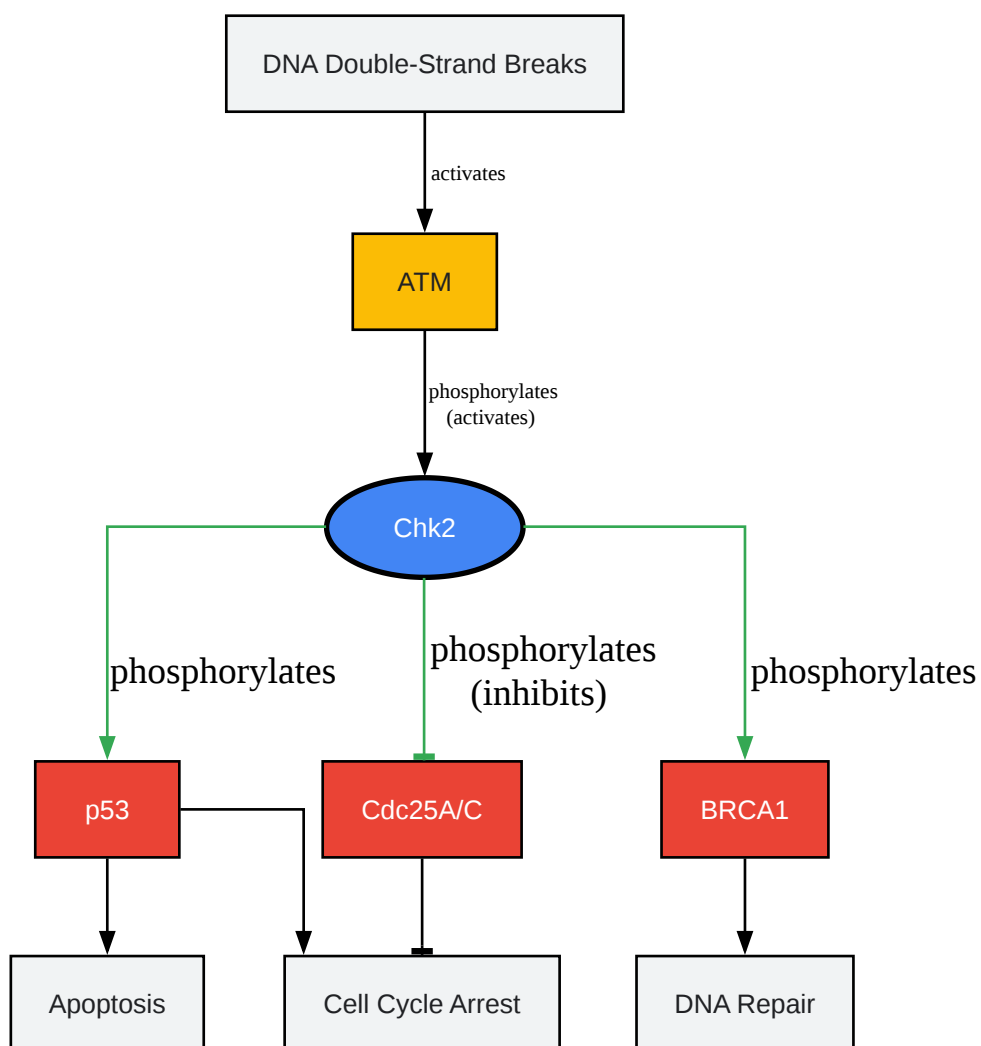 DNA Double-Strand Breaks
activates
ATM
phosphorylates
(activates)
Chk2
phosphorylates
phosphorylates
(inhibits)
phosphorylates
p53
Cdc25A/C
BRCA1
Apoptosis
Cell Cycle Arrest
DNA Repair